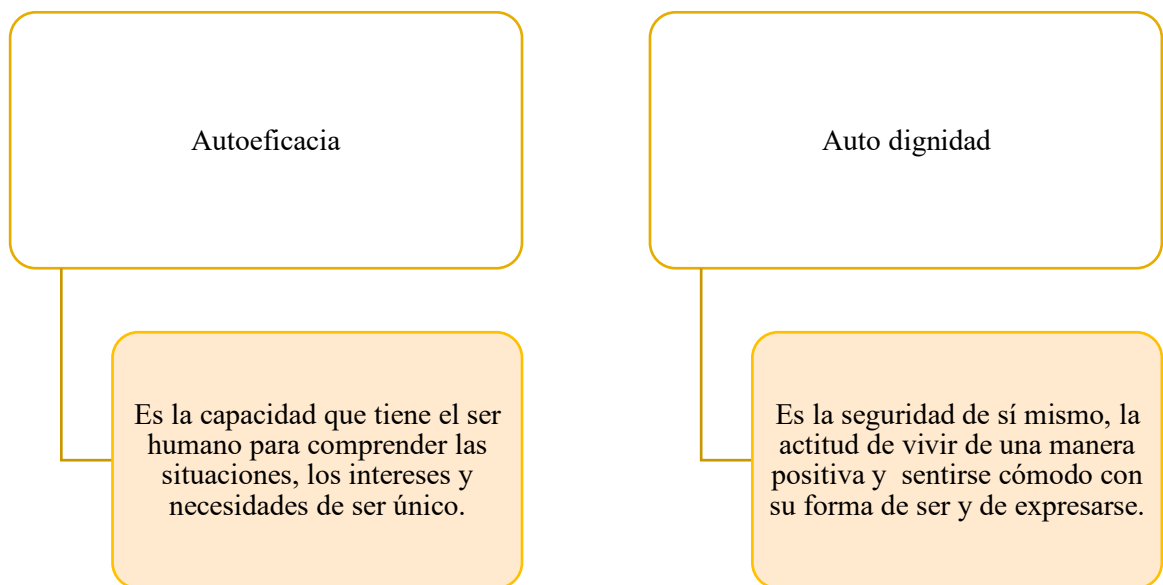 Autoeficacia
Es la capacidad que tiene el ser
humano para comprender las
situaciones, los intereses y
necesidades de ser único.
Auto dignidad
Es la seguridad de sí mismo, la
actitud de vivir de una manera
positiva y  sentirse cómodo con
su forma de ser y de expresarse.